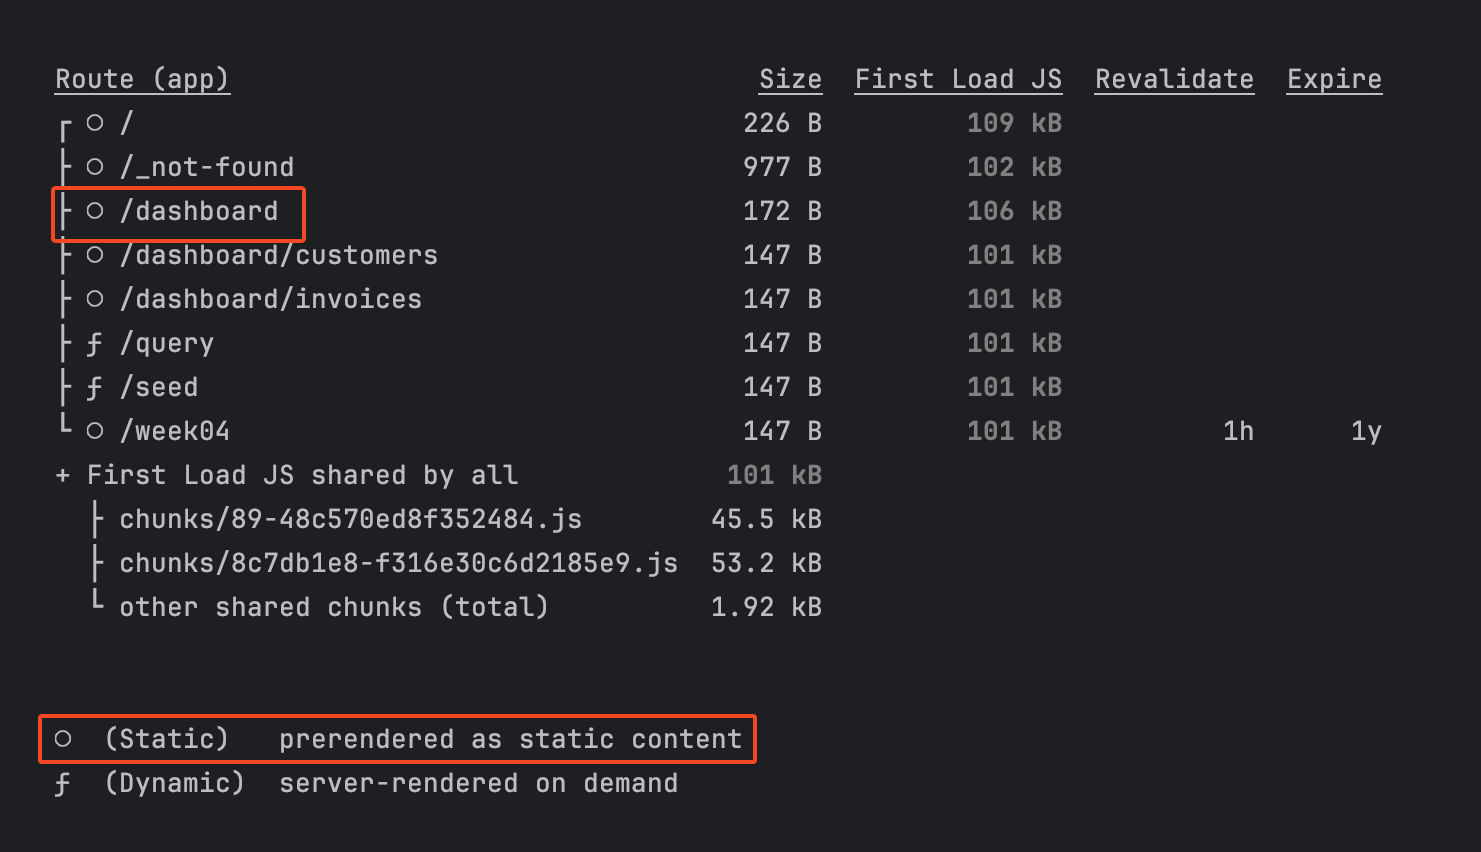 Route (app) Size First Load JS Revalidate Expire
┌ ○ / 226 B 109 kB
├ ○ /_not-found 977 B 102 kB
├ ○ /dashboard 172 B 106 kB
├ ○ /dashboard/customers 147 B 101 kB
├ ○ /dashboard/invoices 147 B 101 kB
├ ƒ /query 147 B 101 kB
├ ƒ /seed 147 B 101 kB
└ ○ /week04 147 B 101 kB 1h 1y
+ First Load JS shared by all 101 kB
├ chunks/89-48c570ed8f352484.js 45.5 kB
├ chunks/8c7db1e8-f316e30c6d2185e9.js 53.2 kB
└ other shared chunks (total) 1.92 kB
○ (Static) prerendered as static content
ƒ (Dynamic) server-rendered on demand